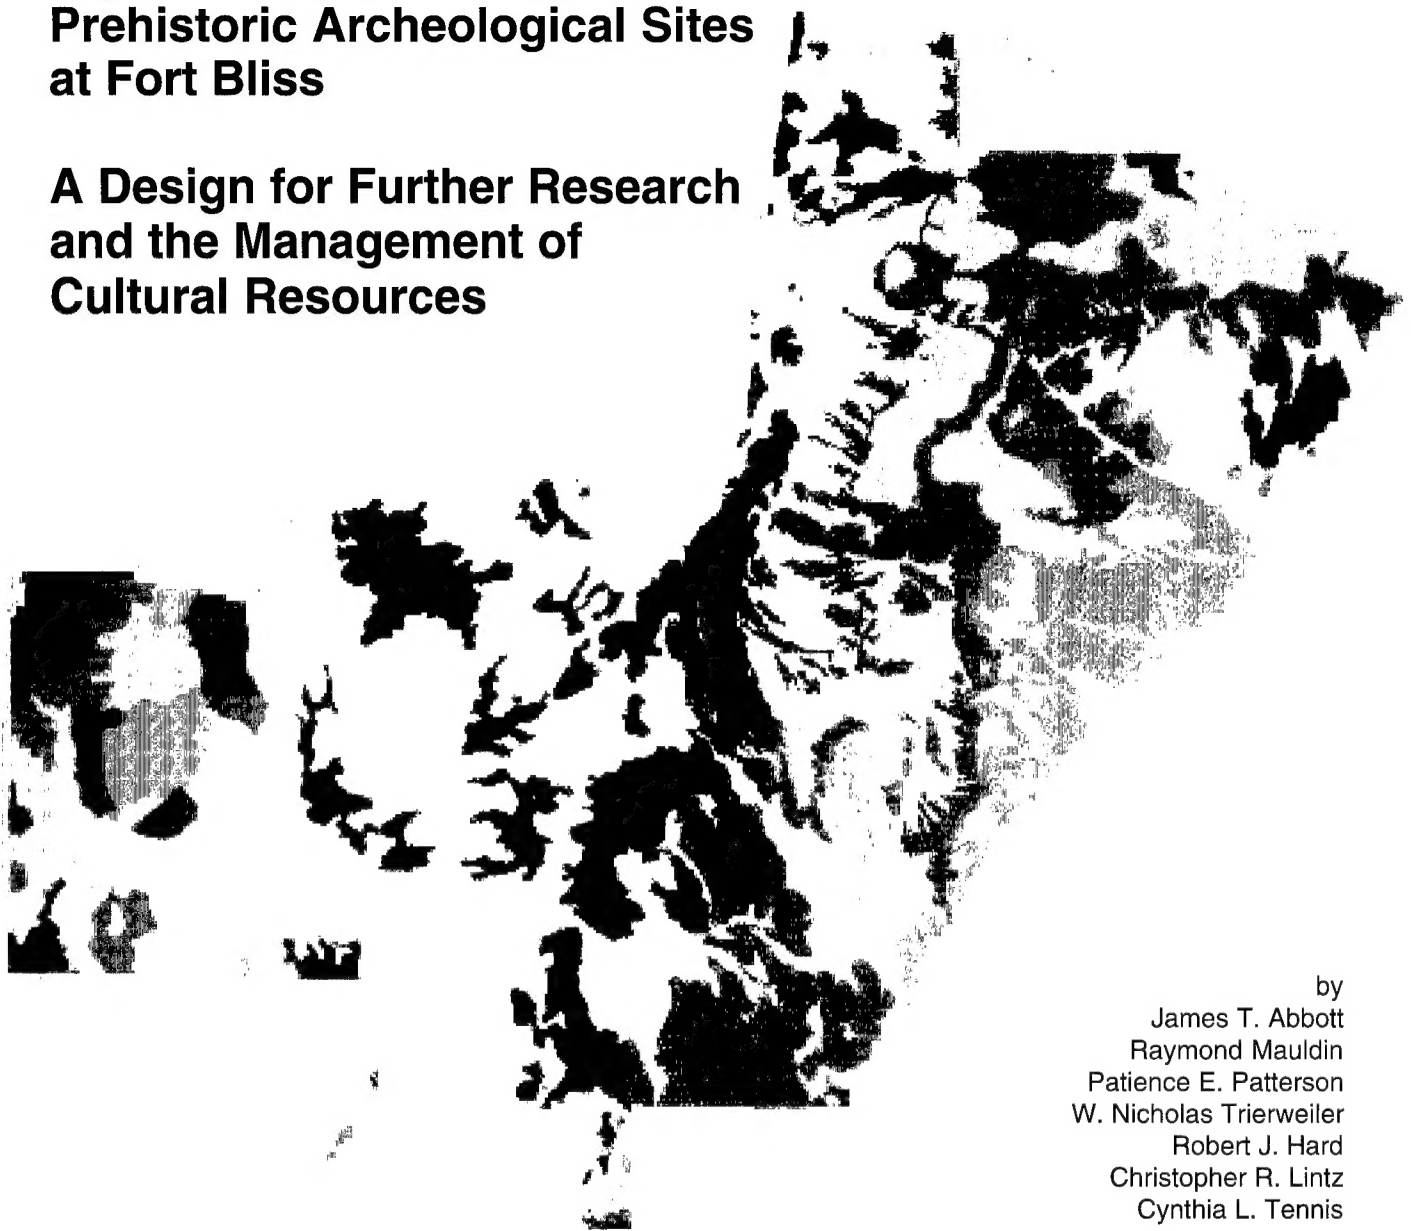 Prehistoric Archeological Sites
at Fort Bliss
A Design for Further Research
and the Management of
Cultural Resources
by
James T. Abbott
Raymond Mauldin
Patience E. Patterson
W. Nicholas Trierweiler
Robert J. Hard
Christopher R. Lintz
Cynthia L. Tennis